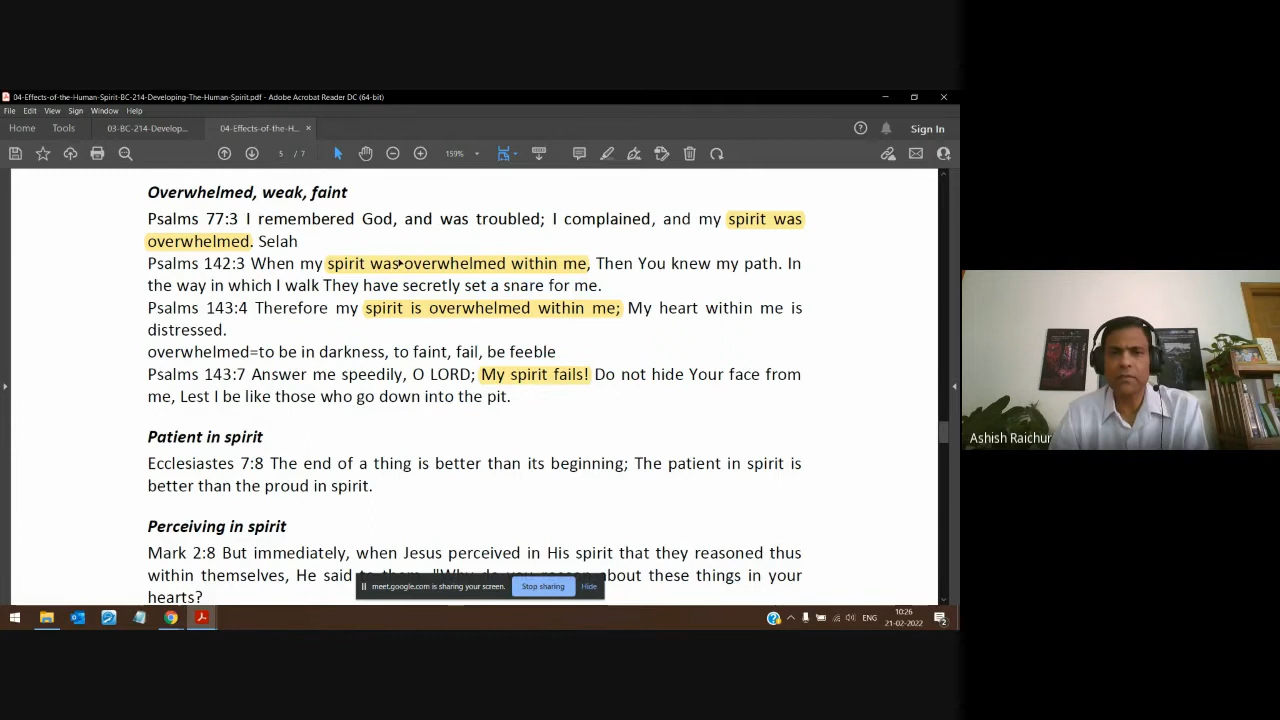 04-Effects-of-the-Human-Spirit-BC-214-Developing-The-Human-Spirit.pdf - Adobe Acrobat Reader DC (64-bit)
File Edit View Sign Window Help
Home Tools 03-BC-214-Develop... 04-Effects-of-the-H... × Sign In
5 / 7 159%
Overwhelmed, weak, faint
Psalms 77:3 I remembered God, and was troubled; I complained, and my spirit was
overwhelmed. Selah
Psalms 142:3 When my spirit was overwhelmed within me, Then You knew my path. In
the way in which I walk They have secretly set a snare for me.
Psalms 143:4 Therefore my spirit is overwhelmed within me; My heart within me is
distressed.
overwhelmed=to be in darkness, to faint, fail, be feeble
Psalms 143:7 Answer me speedily, O LORD; My spirit fails! Do not hide Your face from
me, Lest I be like those who go down into the pit.
Patient in spirit
Ecclesiastes 7:8 The end of a thing is better than its beginning; The patient in spirit is
better than the proud in spirit.
Perceiving in spirit
Mark 2:8 But immediately, when Jesus perceived in His spirit that they reasoned thus
within themselves, He said about these things in your
hearts?
meet.google.com is sharing your screen. Stop sharing Hide
ENG 10:26
21-02-2022
Ashish Raichur